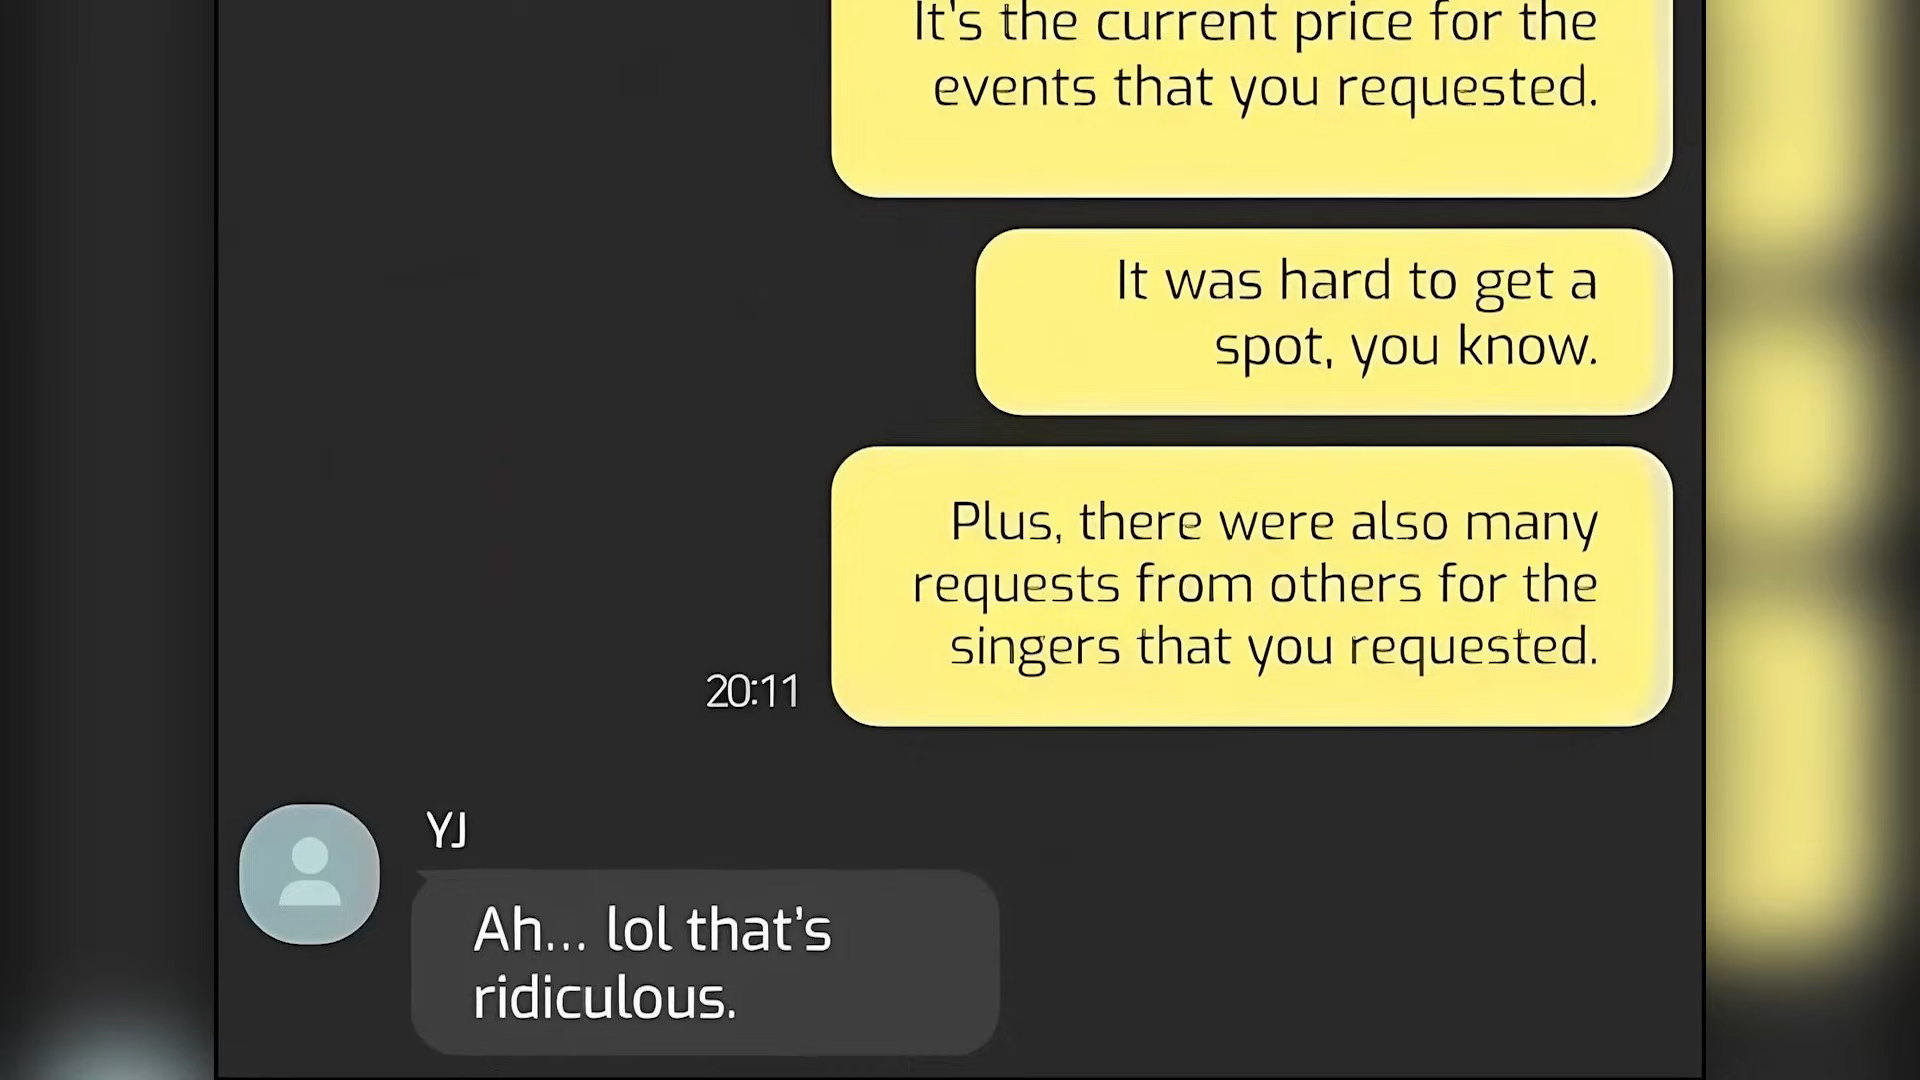 It's the current price for the
events that you requested.
It was hard to get a
spot, you know.
Plus, there were also many
requests from others for the
singers that you requested.
20:11
YJ
Ah... lol that's
ridiculous.